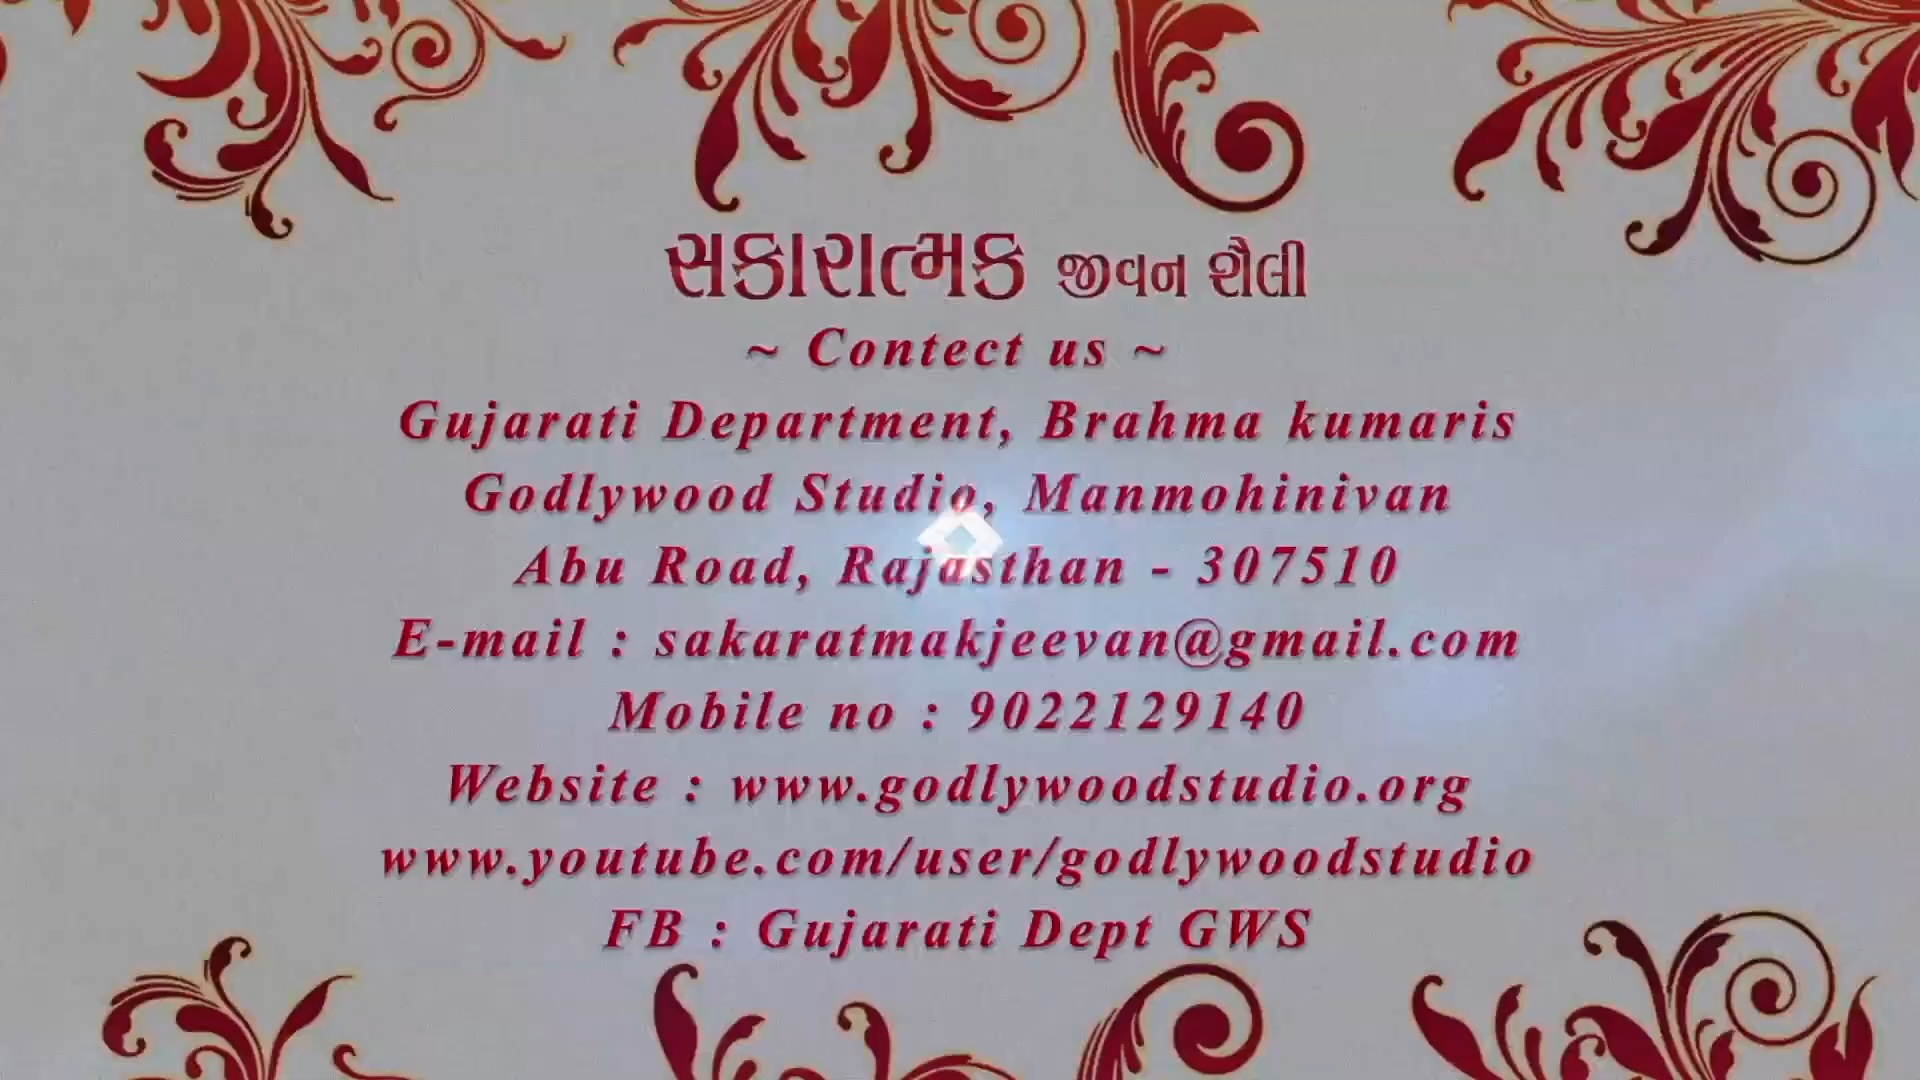 સકારાત્મક જીવન શૈલી
~ Contect us ~
Gujarati Department, Brahma kumaris
Godlywood Studio, Manmohinivan
Abu Road, Rajasthan - 307510
E-mail : sakaratmakjeevan@gmail.com
Mobile no : 9022129140
Website : www.godlywoodstudio.org
www.youtube.com/user/godlywoodstudio
FB : Gujarati Dept GWS